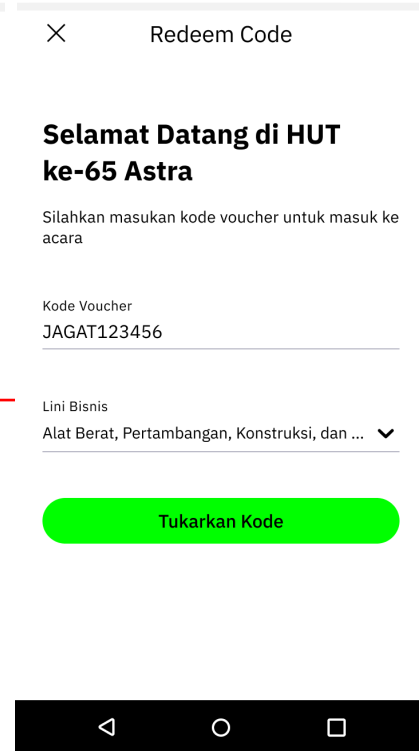 Redeem Code
Selamat Datang di HUT
ke-65 Astra
Silahkan masukan kode voucher untuk masuk ke
acara
Kode Voucher
JAGAT123456
Lini Bisnis
Alat Berat, Pertambangan, Konstruksi, dan ...
Tukarkan Kode